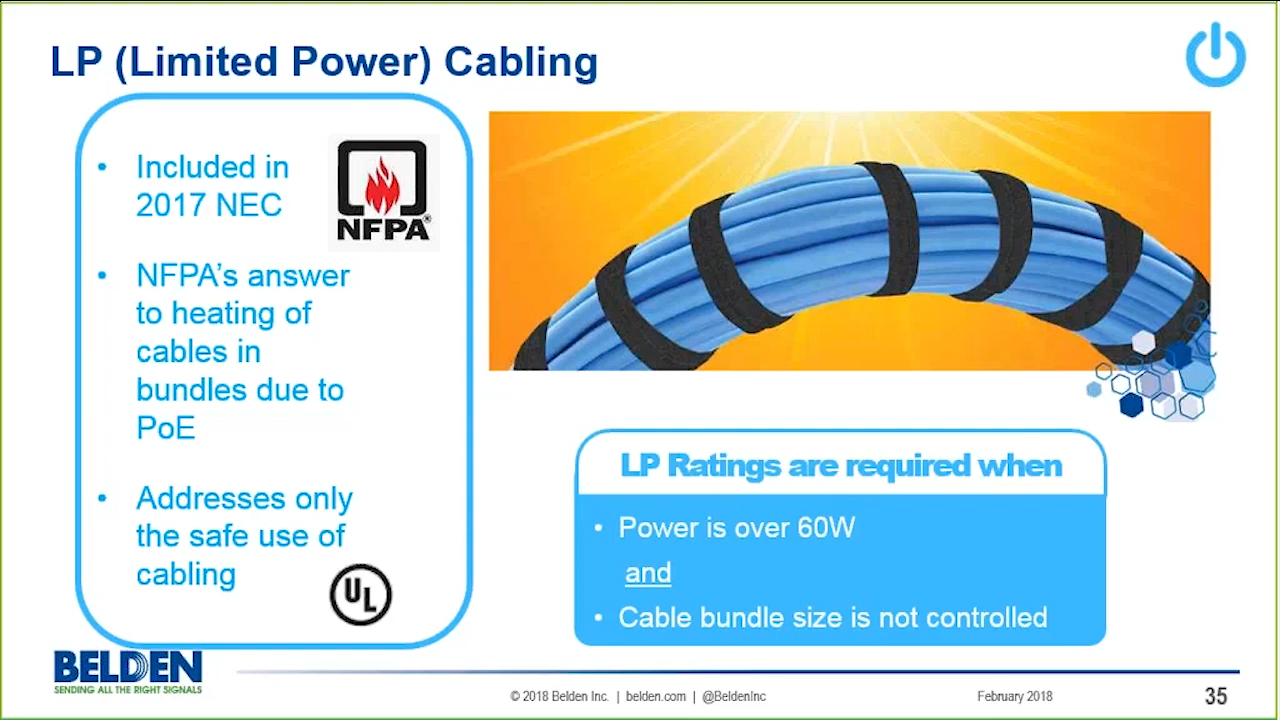 LP (Limited Power) Cabling
• Included in
2017 NEC
NFPA®
• NFPA’s answer
to heating of
cables in
bundles due to
PoE
• Addresses only
the safe use of
cabling
UL
LP Ratings are required when
• Power is over 60W
and
• Cable bundle size is not controlled
BELDEN
SENDING ALL THE RIGHT SIGNALS
© 2018 Belden Inc. | belden.com | @BeldenInc
February 2018
35